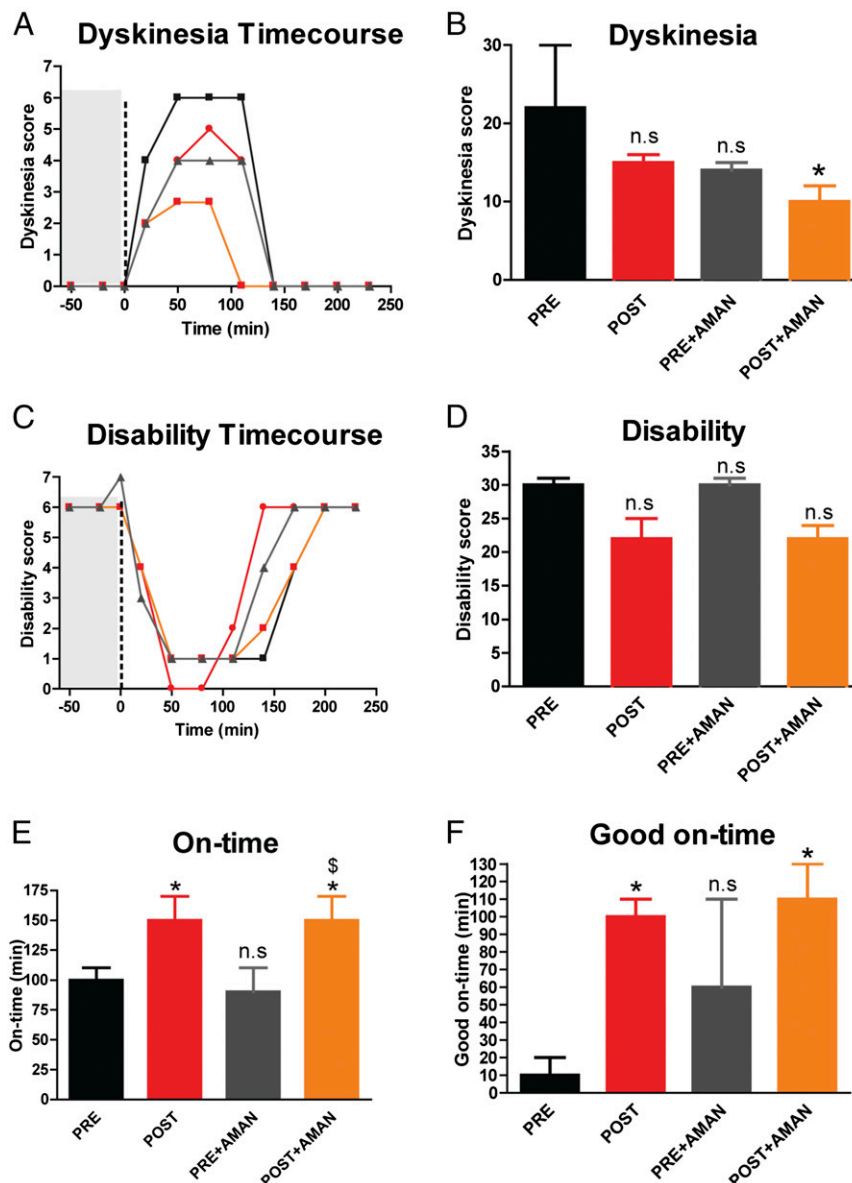 A
Dyskinesia Timecourse
Dyskinesia score
7
6
5
4
3
2
1
0
-50 0 50 100 150 200 250
Time (min)
B
Dyskinesia
Dyskinesia score
30
20
10
0
n.s
n.s
*
PRE
POST
PRE+AMAN
POST+AMAN
C
Disability Timecourse
Disability score
7
6
5
4
3
2
1
0
-50 0 50 100 150 200 250
Time (min)
D
Disability
Disability score
35
30
25
20
15
10
5
0
n.s
n.s
n.s
PRE
POST
PRE+AMAN
POST+AMAN
E
On-time
On-time (min)
175
150
125
100
75
50
25
0
*
n.s
$
*
PRE
POST
PRE+AMAN
POST+AMAN
F
Good on-time
Good on-time (min)
130
120
110
100
90
80
70
60
50
40
30
20
10
0
*
n.s
*
PRE
POST
PRE+AMAN
POST+AMAN